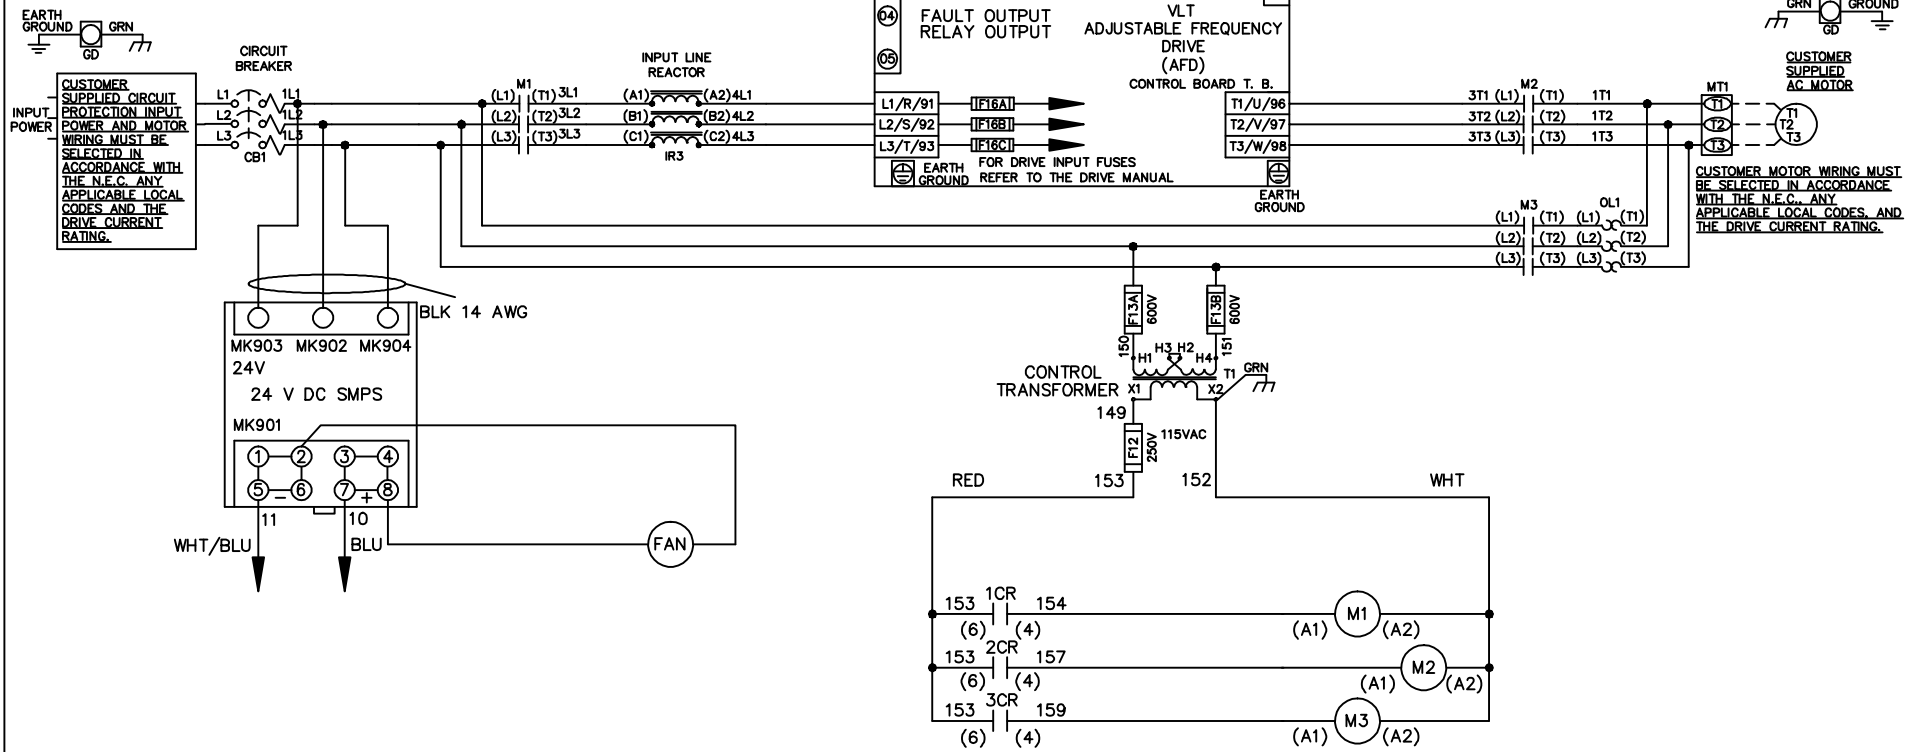 EARTH
GROUND
GRN
GD
CIRCUIT
BREAKER
INPUT
POWER
CUSTOMER
SUPPLIED CIRCUIT
PROTECTION INPUT
POWER AND MOTOR
WIRING MUST BE
SELECTED IN
ACCORDANCE WITH
THE N.E.C. ANY
APPLICABLE LOCAL
CODES AND THE
DRIVE CURRENT
RATING.
L1 1L1
L2 1L2
L3 1L3
CB1
M1
(L1) (T1) 3L1
(L2) (T2) 3L2
(L3) (T3) 3L3
INPUT LINE
REACTOR
(A1) (A2) 4L1
(B1) (B2) 4L2
(C1) (C2) 4L3
IR3
04
05
FAULT OUTPUT
RELAY OUTPUT
VLT
ADJUSTABLE FREQUENCY
DRIVE
(AFD)
CONTROL BOARD T. B.
L1/R/91 F16A T1/U/96
L2/S/92 F16B T2/V/97
L3/T/93 F16C T3/W/98
EARTH
GROUND
FOR DRIVE INPUT FUSES
REFER TO THE DRIVE MANUAL
EARTH
GROUND
M2
3T1 (L1) (T1) 1T1
3T2 (L2) (T2) 1T2
3T3 (L3) (T3) 1T3
GRN
GROUND
GD
CUSTOMER
SUPPLIED
AC MOTOR
MT1
T1 T1
T2 T2
T3 T3
CUSTOMER MOTOR WIRING MUST
BE SELECTED IN ACCORDANCE
WITH THE N.E.C., ANY
APPLICABLE LOCAL CODES, AND
THE DRIVE CURRENT RATING.
M3 OL1
(L1) (T1) (L1) (T1)
(L2) (T2) (L2) (T2)
(L3) (T3) (L3) (T3)
BLK 14 AWG
MK903 MK902 MK904
24V
24 V DC SMPS
MK901
1 2 3 4
5 − 6 7 + 8
11 10
WHT/BLU BLU
FAN
F13A 600V F13B 600V
150 151
H1 H3 H2 H4
CONTROL
TRANSFORMER
X1 X2 T1 GRN
149
F12 250V 115VAC
153 152
RED WHT
1CR
153 154 M1
(6) (4) (A1) (A2)
2CR
153 157 M2
(6) (4) (A1) (A2)
3CR
153 159 M3
(6) (4) (A1) (A2)